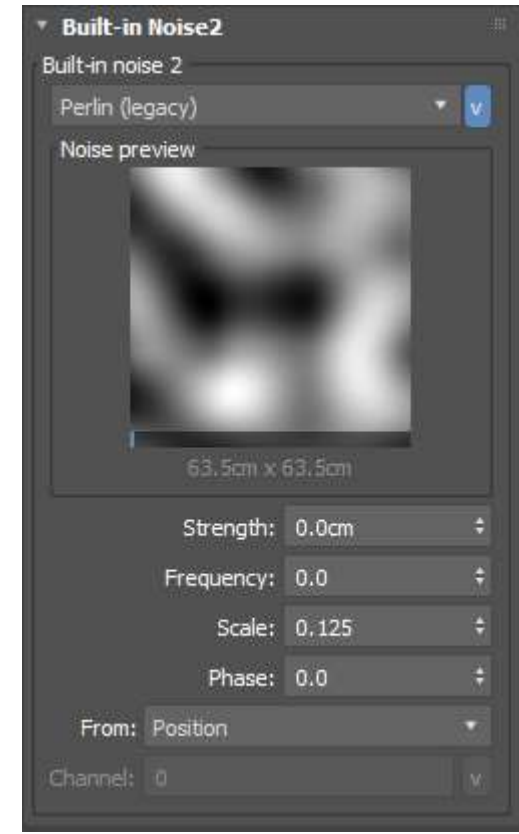 Built-in Noise2
Built-in noise 2
Perlin (legacy) v
Noise preview
63.5cm x 63.5cm
Strength: 0.0cm
Frequency: 0.0
Scale: 0.125
Phase: 0.0
From: Position
Channel: 0 v